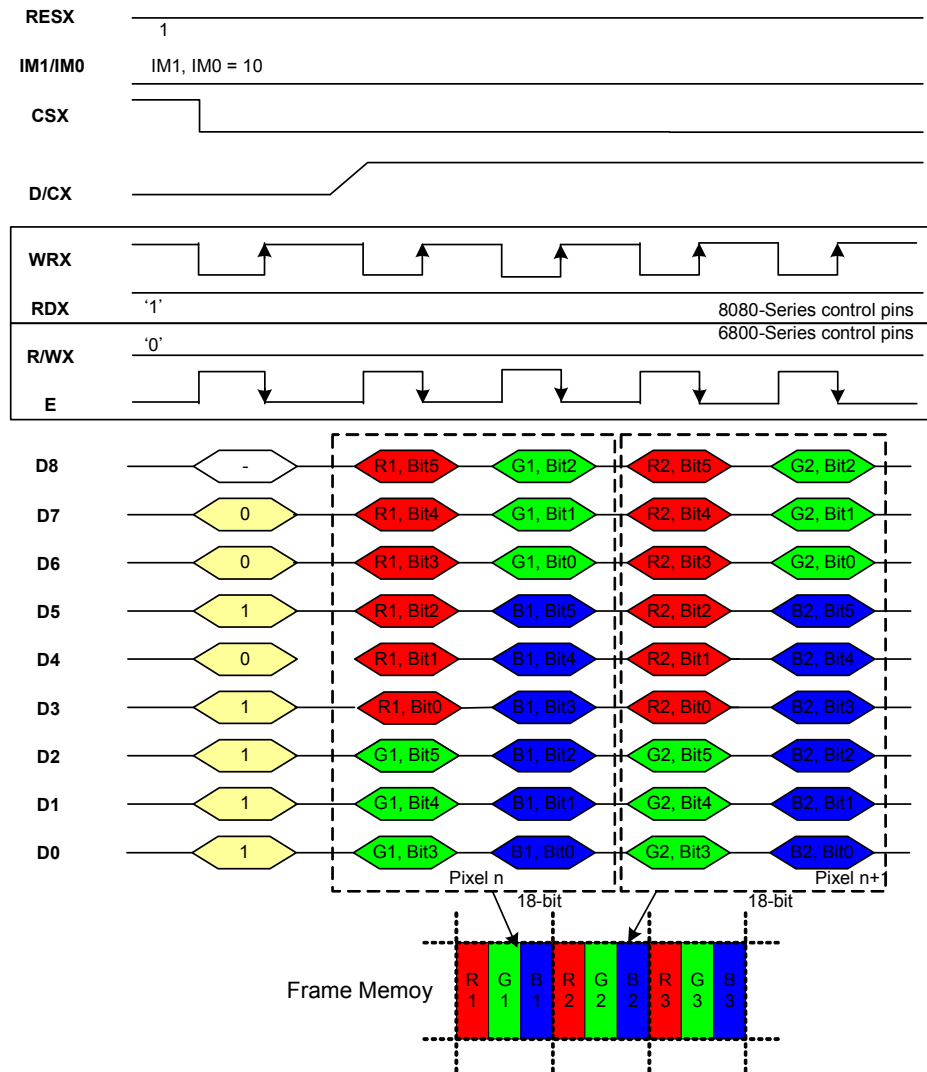 RESX
1
IM1/IM0 IM1, IM0 = 10
CSX
D/CX
WRX
RDX ‘1’ 8080-Series control pins
6800-Series control pins
R/WX ‘0’
E
D8 - R1, Bit5 G1, Bit2 R2, Bit5 G2, Bit2
D7 0 R1, Bit4 G1, Bit1 R2, Bit4 G2, Bit1
D6 0 R1, Bit3 G1, Bit0 R2, Bit3 G2, Bit0
D5 1 R1, Bit2 B1, Bit5 R2, Bit2 B2, Bit5
D4 0 R1, Bit1 B1, Bit4 R2, Bit1 B2, Bit4
D3 1 R1, Bit0 B1, Bit3 R2, Bit0 B2, Bit3
D2 1 G1, Bit5 B1, Bit2 G2, Bit5 B2, Bit2
D1 1 G1, Bit4 B1, Bit1 G2, Bit4 B2, Bit1
D0 1 G1, Bit3 B1, Bit0 G2, Bit3 B2, Bit0
Pixel n Pixel n+1
18-bit 18-bit
Frame Memoy
R G B R G B R G B
1 1 1 2 2 2 3 3 3